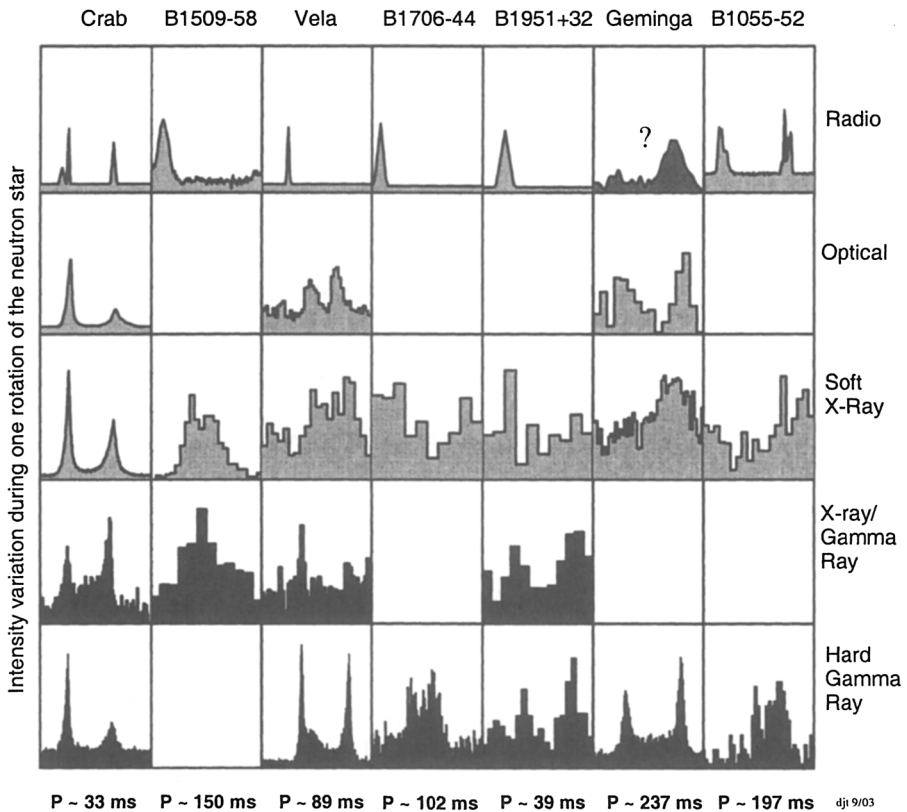 Crab B1509-58 Vela B1706-44 B1951+32 Geminga B1055-52
Intensity variation during one rotation of the neutron star
?
Radio
Optical
Soft
X-Ray
X-ray/
Gamma
Ray
Hard
Gamma
Ray
P ~ 33 ms P ~ 150 ms P ~ 89 ms P ~ 102 ms P ~ 39 ms P ~ 237 ms P ~ 197 ms djt 9/03